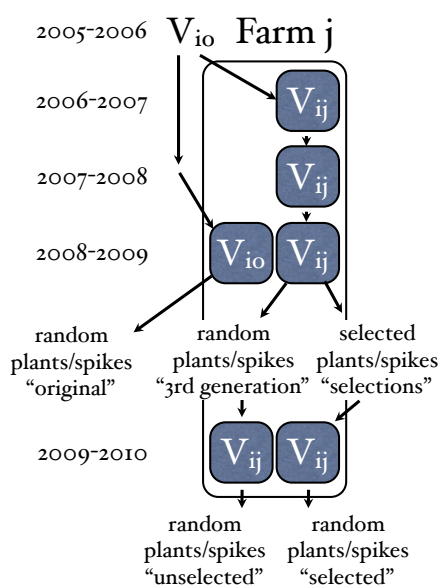 2005-2006 Vio Farm j
2006-2007 Vij
2007-2008 Vij
2008-2009 Vio Vij
random
plants/spikes
“original”
random
plants/spikes
“3rd generation”
selected
plants/spikes
“selections”
2009-2010 Vij Vij
random
plants/spikes
“unselected”
random
plants/spikes
“selected”